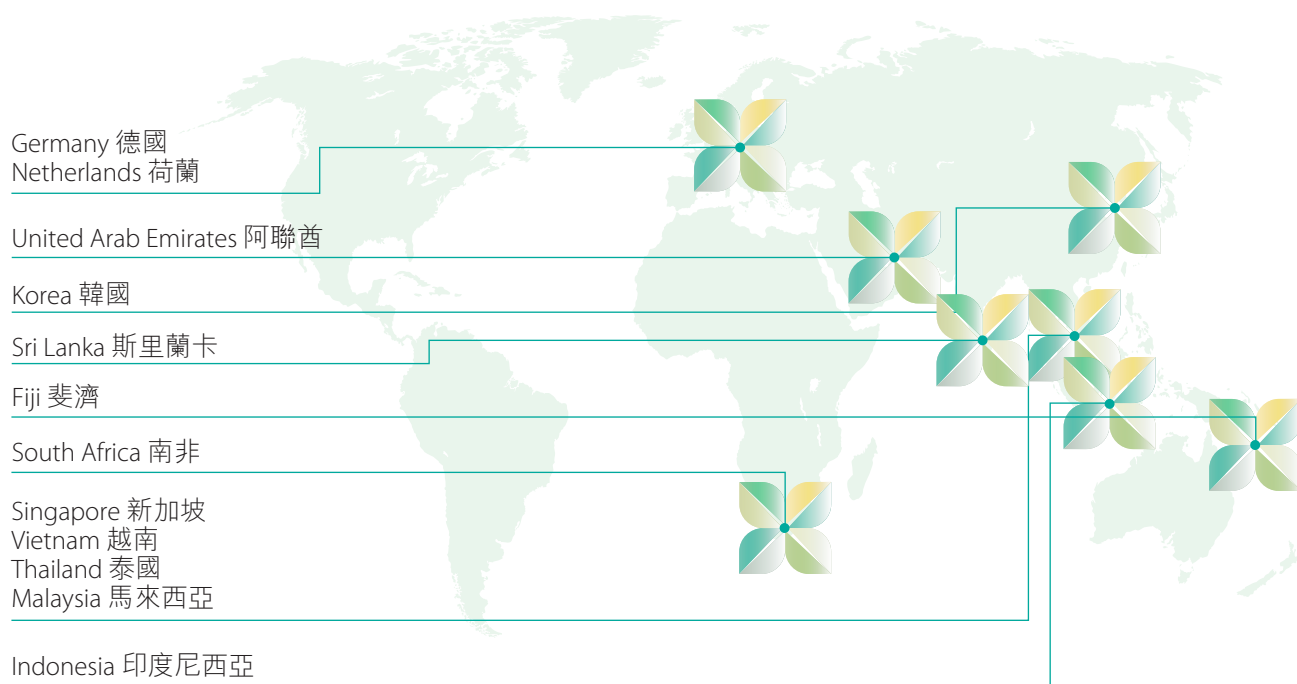 Germany 德國
Netherlands 荷蘭
United Arab Emirates 阿聯酋
Korea 韓國
Sri Lanka 斯里蘭卡
Fiji 斐濟
South Africa 南非
Singapore 新加坡
Vietnam 越南
Thailand 泰國
Malaysia 馬來西亞
Indonesia 印度尼西亞